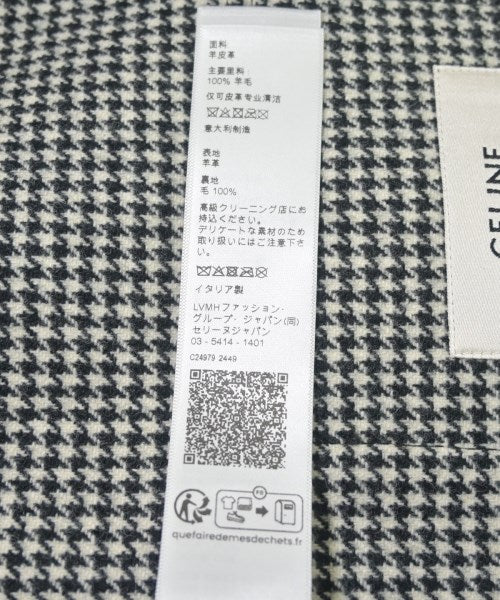 面料
羊皮革
主要里料：
100% 羊毛
仅可皮革专业清洁
意大利制造
表地
羊革
裏地
毛 100%
高級クリーニング店にお
持込ください。
デリケートな素材のため
取り扱いにはご注意下さ
い。
イタリア製
LVMHファッション・
グループ・ジャパン(同)
セリーヌジャパン
03 - 5414 - 1401
C24979 2449
FR
quefairedemesdechets.fr
CELINE